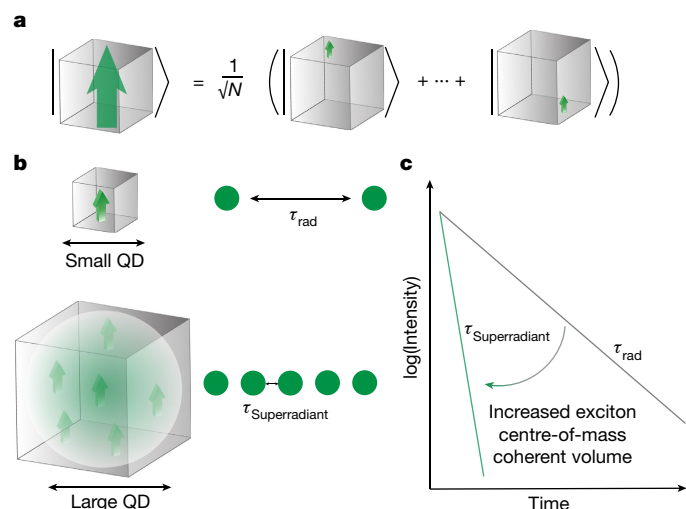 a
| ⟩ = 1/√N ( | ⟩ + ··· + | ⟩ )
b
τrad
Small QD
τSuperradiant
Large QD
c
log(Intensity)
τSuperradiant
τrad
Increased exciton
centre-of-mass
coherent volume
Time